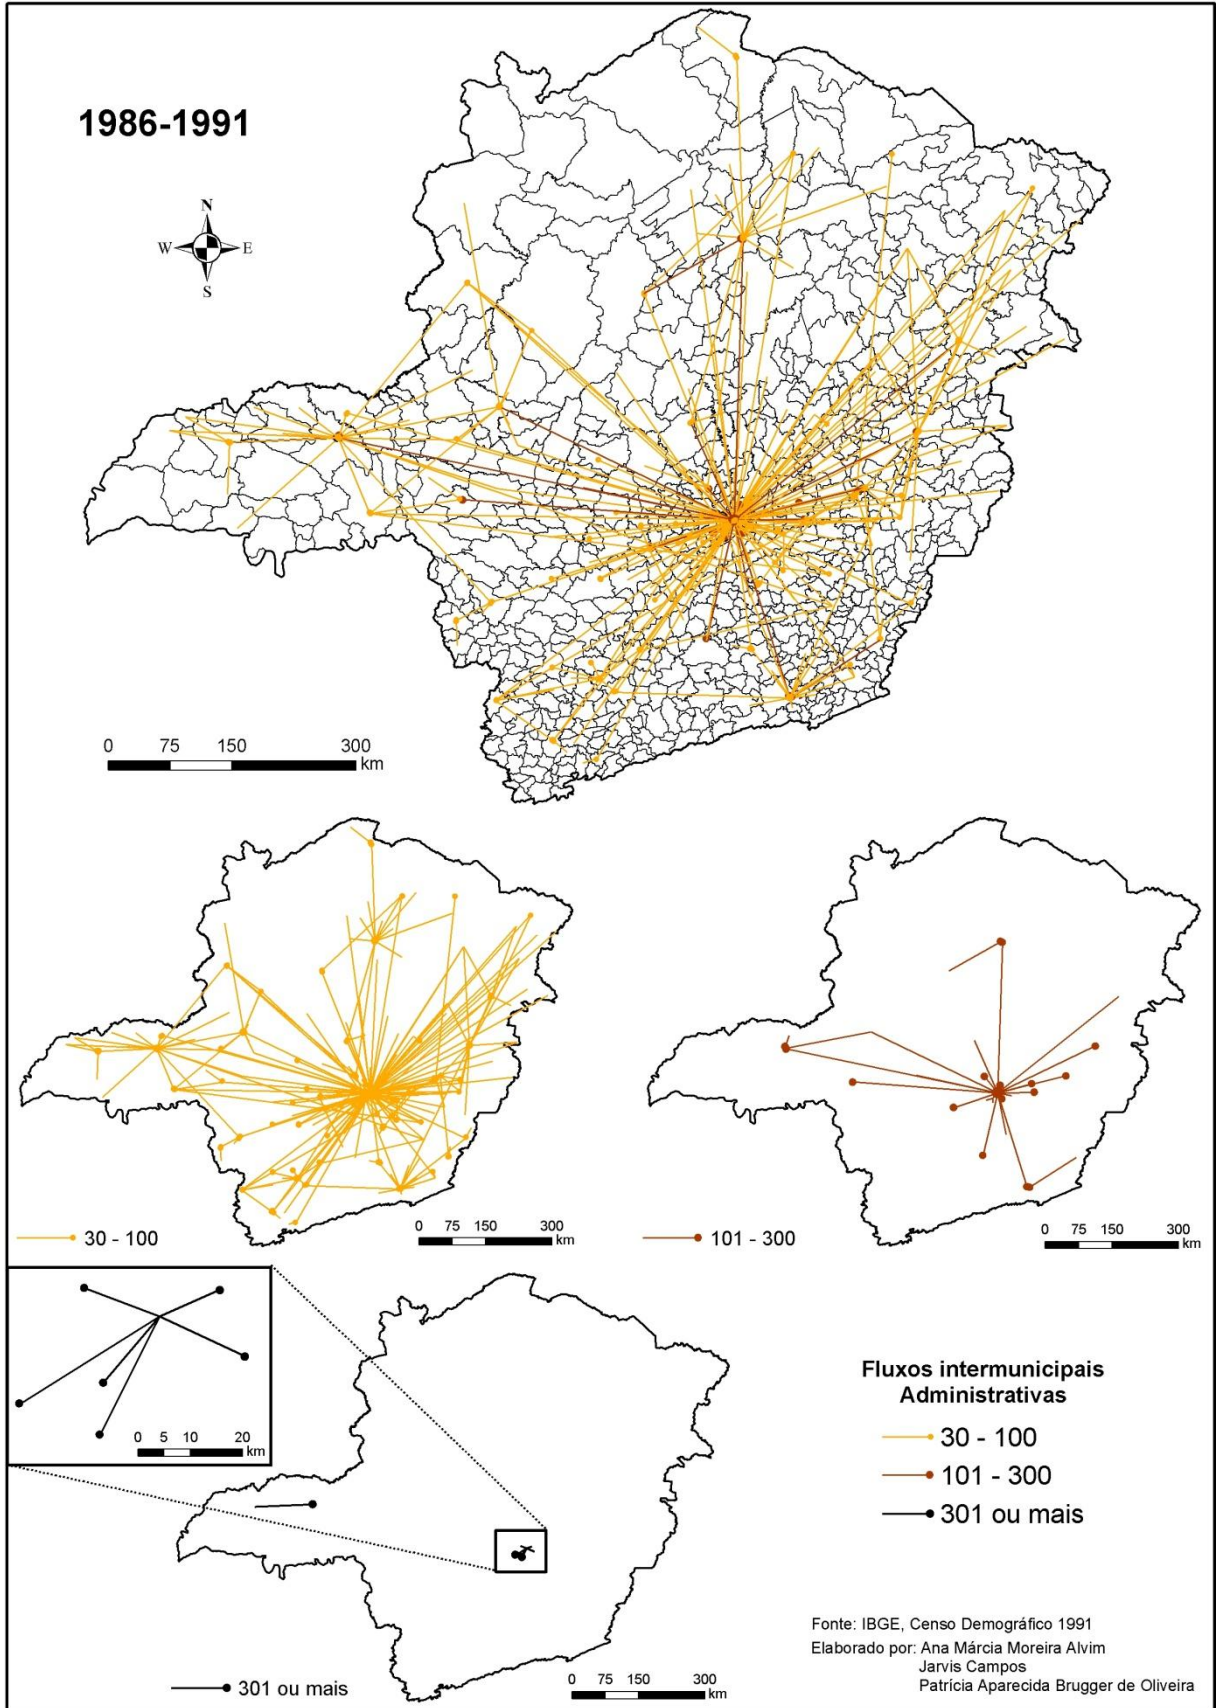 1986-1991
N
W E
S
0 75 150 300
km
30 - 100
0 75 150 300
km
101 - 300
0 75 150 300
km
0 5 10 20
km
Fluxos intermunicipais
Administrativas
30 - 100
101 - 300
301 ou mais
301 ou mais
0 75 150 300
km
Fonte: IBGE, Censo Demográfico 1991
Elaborado por: Ana Márcia Moreira Alvim
Jarvis Campos
Patrícia Aparecida Brugger de Oliveira